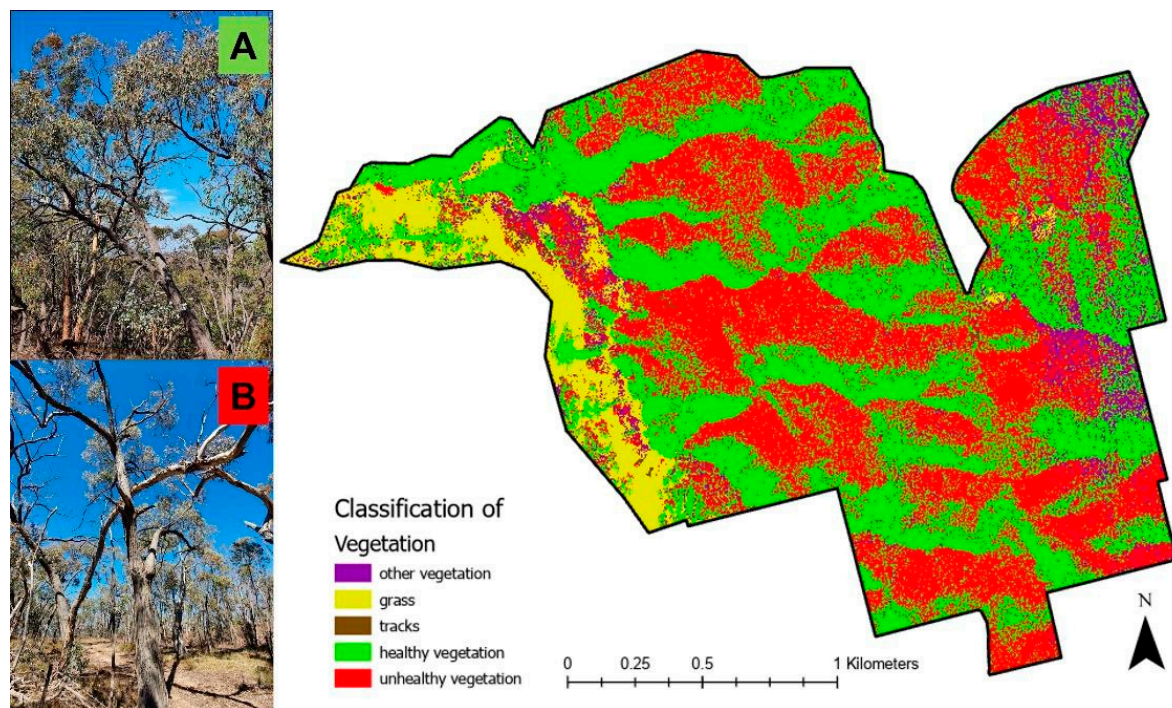 A
B
Classification of
Vegetation
other vegetation
grass
tracks
healthy vegetation
unhealthy vegetation
N
0 0.25 0.5 1 Kilometers